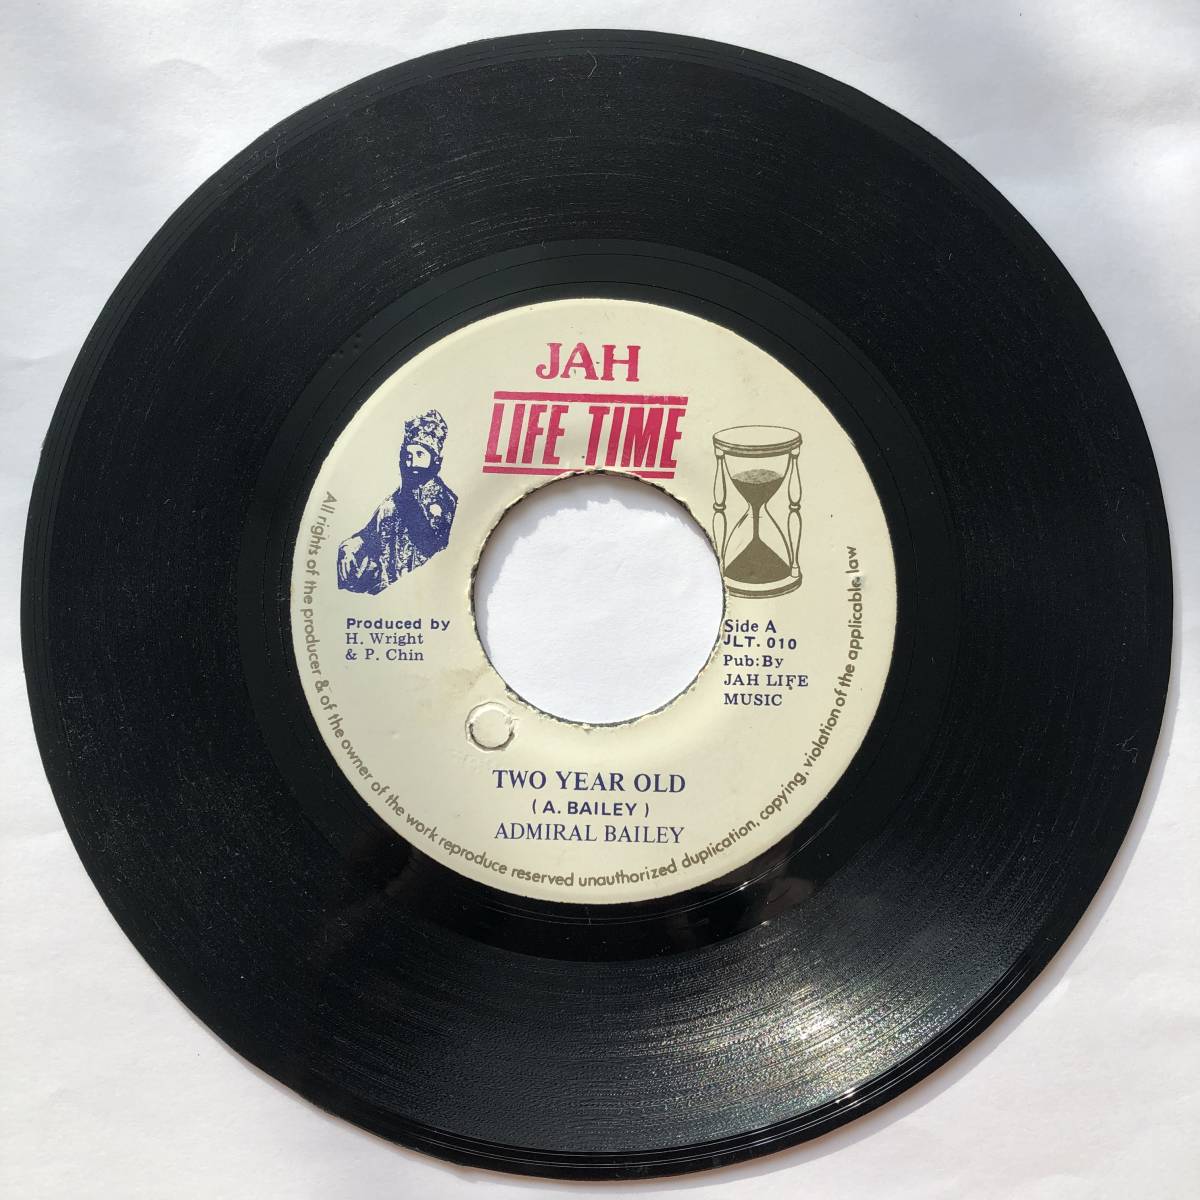 JAH
LIFE TIME
Produced by
H. Wright
& P. Chin
Side A
JLT. 010
Pub: By
JAH LIFE
MUSIC
TWO YEAR OLD
( A. BAILEY )
ADMIRAL BAILEY
All rights of the producer & of the owner of the work reproduce reserved unauthorized duplication, copying, violation of the applicable law